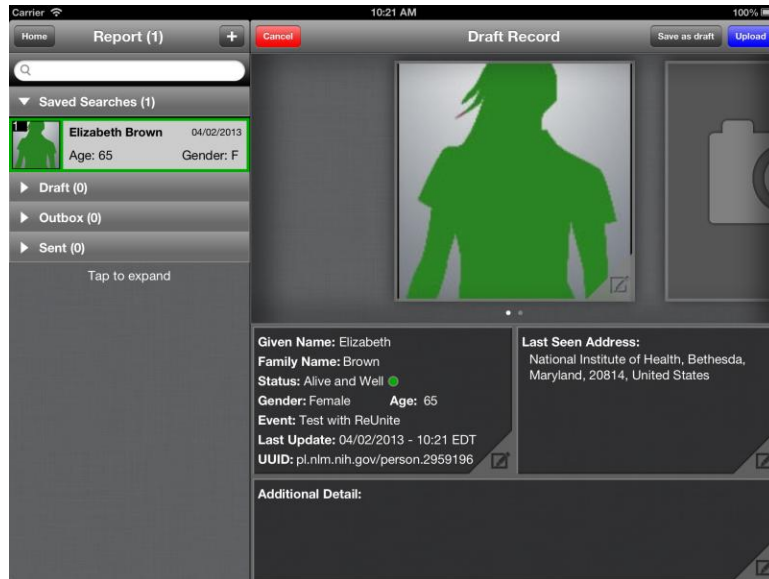 Carrier 10:21 AM 100%
Home Report (1) + Cancel Draft Record Save as draft Upload
Saved Searches (1)
1
Elizabeth Brown 04/02/2013
Age: 65 Gender: F
Draft (0)
Outbox (0)
Sent (0)
Tap to expand
Given Name: Elizabeth
Family Name: Brown
Status: Alive and Well
Gender: Female Age: 65
Event: Test with ReUnite
Last Update: 04/02/2013 - 10:21 EDT
UUID: pl.nlm.nih.gov/person.2959196
Last Seen Address:
National Institute of Health, Bethesda,
Maryland, 20814, United States
Additional Detail: